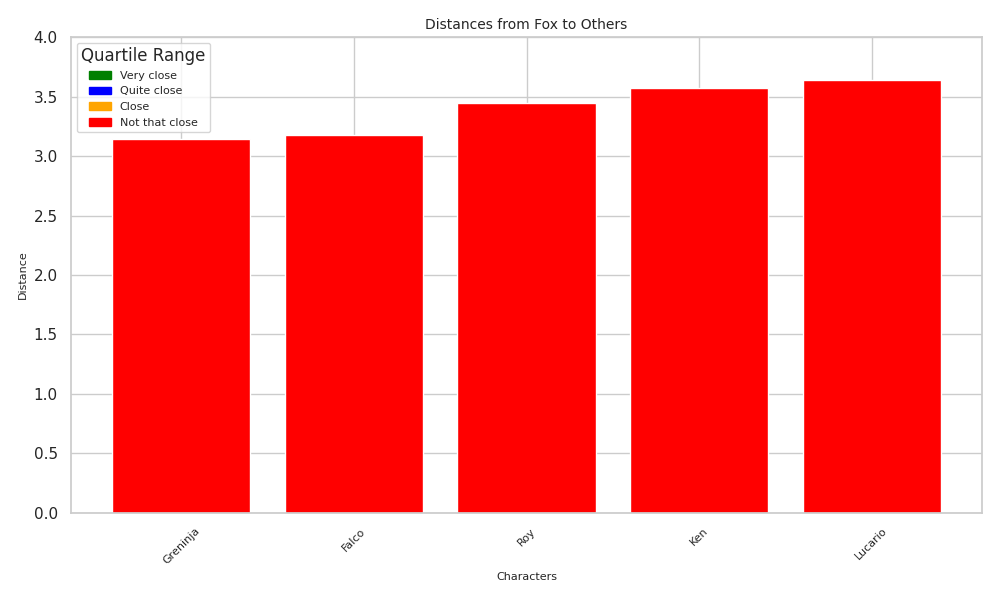 Distances from Fox to Others
4.0
3.5
3.0
2.5
2.0
1.5
1.0
0.5
0.0
Distance
Quartile Range
Very close
Quite close
Close
Not that close
Greninja
Falco
Roy
Ken
Lucario
Characters